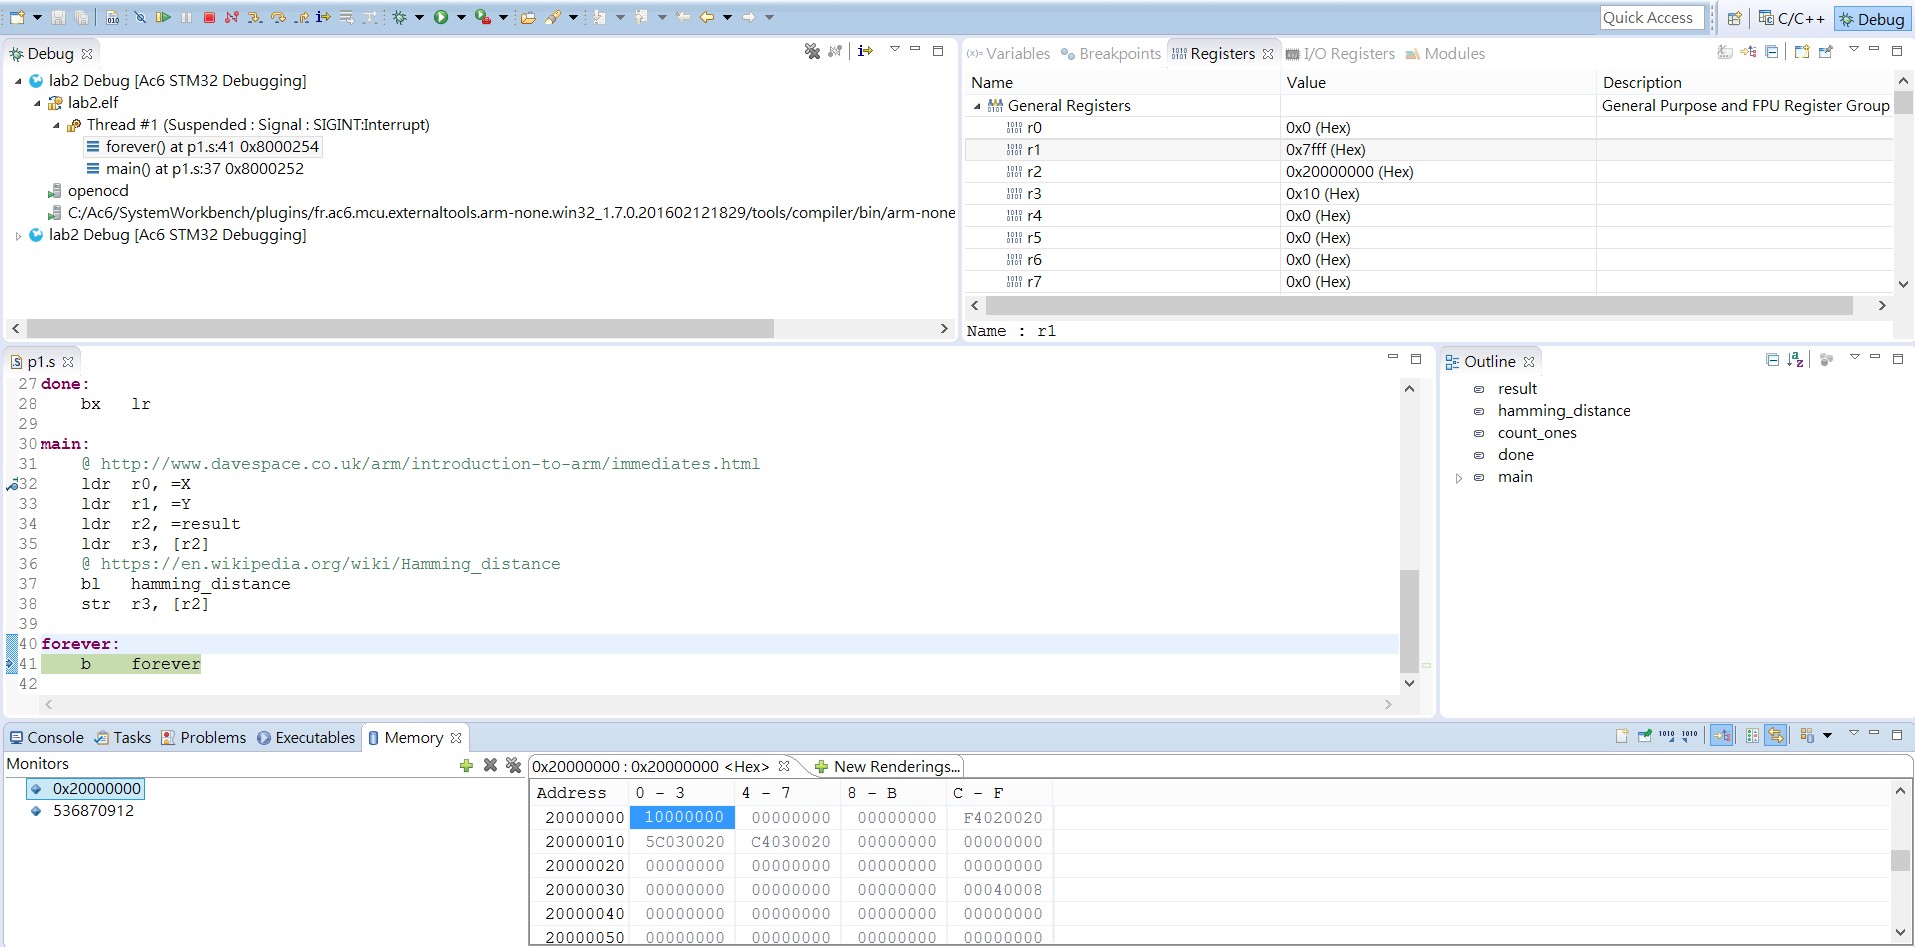 Quick Access
C/C++
Debug
Debug
lab2 Debug [Ac6 STM32 Debugging]
lab2.elf
Thread #1 (Suspended : Signal : SIGINT:Interrupt)
forever() at p1.s:41 0x8000254
main() at p1.s:37 0x8000252
openocd
C:/Ac6/SystemWorkbench/plugins/fr.ac6.mcu.externaltools.arm-none.win32_1.7.0.201602121829/tools/compiler/bin/arm-none
lab2 Debug [Ac6 STM32 Debugging]
(x)= Variables Breakpoints Registers I/O Registers Modules
Name Value Description
General Registers General Purpose and FPU Register Group
r0 0x0 (Hex)
r1 0x7fff (Hex)
r2 0x20000000 (Hex)
r3 0x10 (Hex)
r4 0x0 (Hex)
r5 0x0 (Hex)
r6 0x0 (Hex)
r7 0x0 (Hex)
Name : r1
p1.s
27 done:
28 bx lr
29
30 main:
31 @ http://www.davespace.co.uk/arm/introduction-to-arm/immediates.html
32 ldr r0, =X
33 ldr r1, =Y
34 ldr r2, =result
35 ldr r3, [r2]
36 @ https://en.wikipedia.org/wiki/Hamming_distance
37 bl hamming_distance
38 str r3, [r2]
39
40 forever:
41 b forever
42
Outline
result
hamming_distance
count_ones
done
main
Console Tasks Problems Executables Memory
Monitors
0x20000000
536870912
0x20000000 : 0x20000000 <Hex> New Renderings...
Address 0 - 3 4 - 7 8 - B C - F
20000000 10000000 00000000 00000000 F4020020
20000010 5C030020 C4030020 00000000 00000000
20000020 00000000 00000000 00000000 00000000
20000030 00000000 00000000 00000000 00040008
20000040 00000000 00000000 00000000 00000000
20000050 00000000 00000000 00000000 00000000